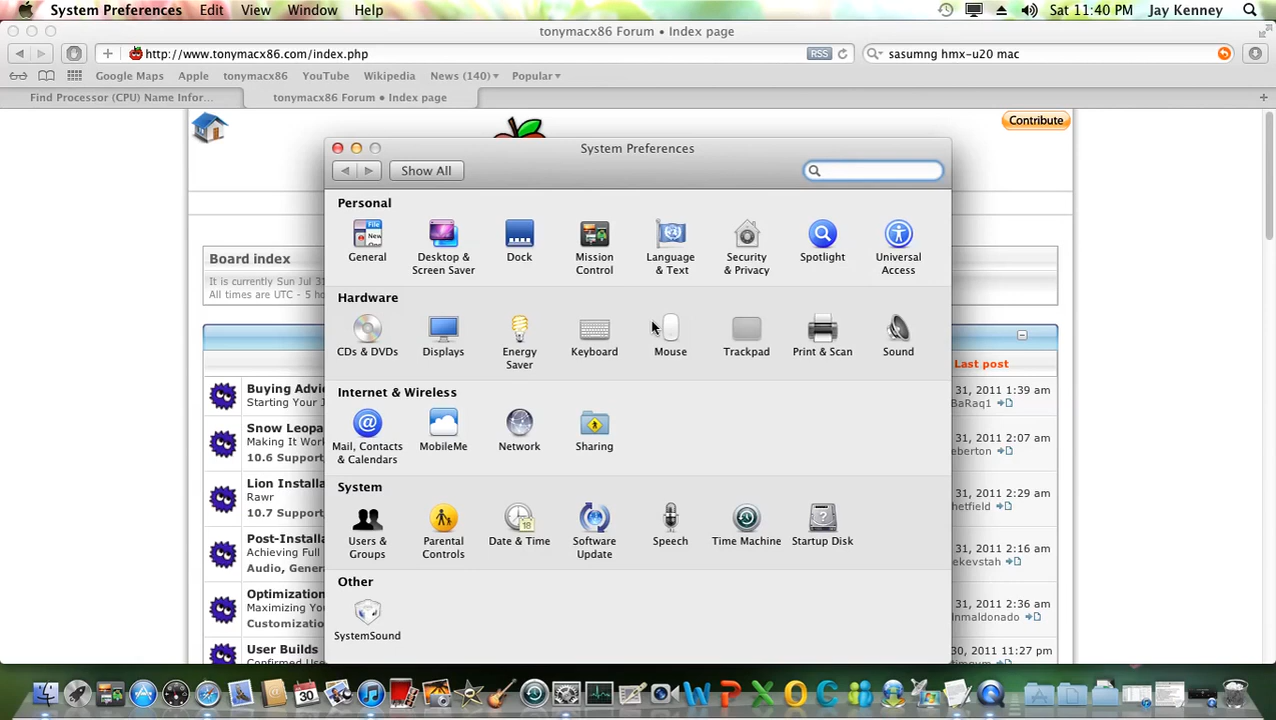 System Preferences Edit View Window Help Sat 11:40 PM Jay Kenney
tonymacx86 Forum • Index page
http://www.tonymacx86.com/index.php RSS sasumng hmx-u20 mac
Google Maps Apple tonymacx86 YouTube Wikipedia News (140) Popular
Find Processor (CPU) Name Infor... tonymacx86 Forum • Index page
Contribute
System Preferences
Show All
Personal
General
Desktop & Screen Saver
Dock
Mission Control
Language & Text
Security & Privacy
Spotlight
Universal Access
Hardware
CDs & DVDs
Displays
Energy Saver
Keyboard
Mouse
Trackpad
Print & Scan
Sound
Internet & Wireless
Mail, Contacts & Calendars
MobileMe
Network
Sharing
System
Users & Groups
Parental Controls
Date & Time
18
Software Update
Speech
Time Machine
Startup Disk
Other
SystemSound
Board index
It is currently Sun Jul 31
All times are UTC - 5 ho
Last post
Buying Advi
Starting Your J
31, 2011 1:39 am
BaRaq1
Snow Leopa
Making It Work
10.6 Support,
31, 2011 2:07 am
eberton
Lion Installa
Rawr
10.7 Support,
31, 2011 2:29 am
hetfield
Post-Installa
Achieving Full
Audio, Genera
31, 2011 2:16 am
ekevstah
Optimization
Maximizing You
Customizatio
31, 2011 2:36 am
nmaldonado
User Builds
30, 2011 11:27 pm
30